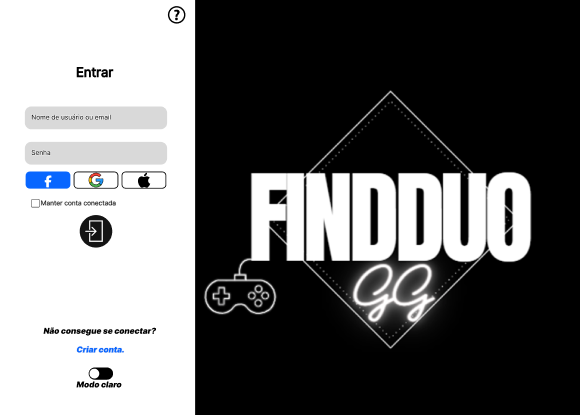 ?
Entrar
Nome de usuário ou email
Senha
f
G
Manter conta conectada
Não consegue se conectar?
Criar conta.
Modo claro
FINDDUO
GG